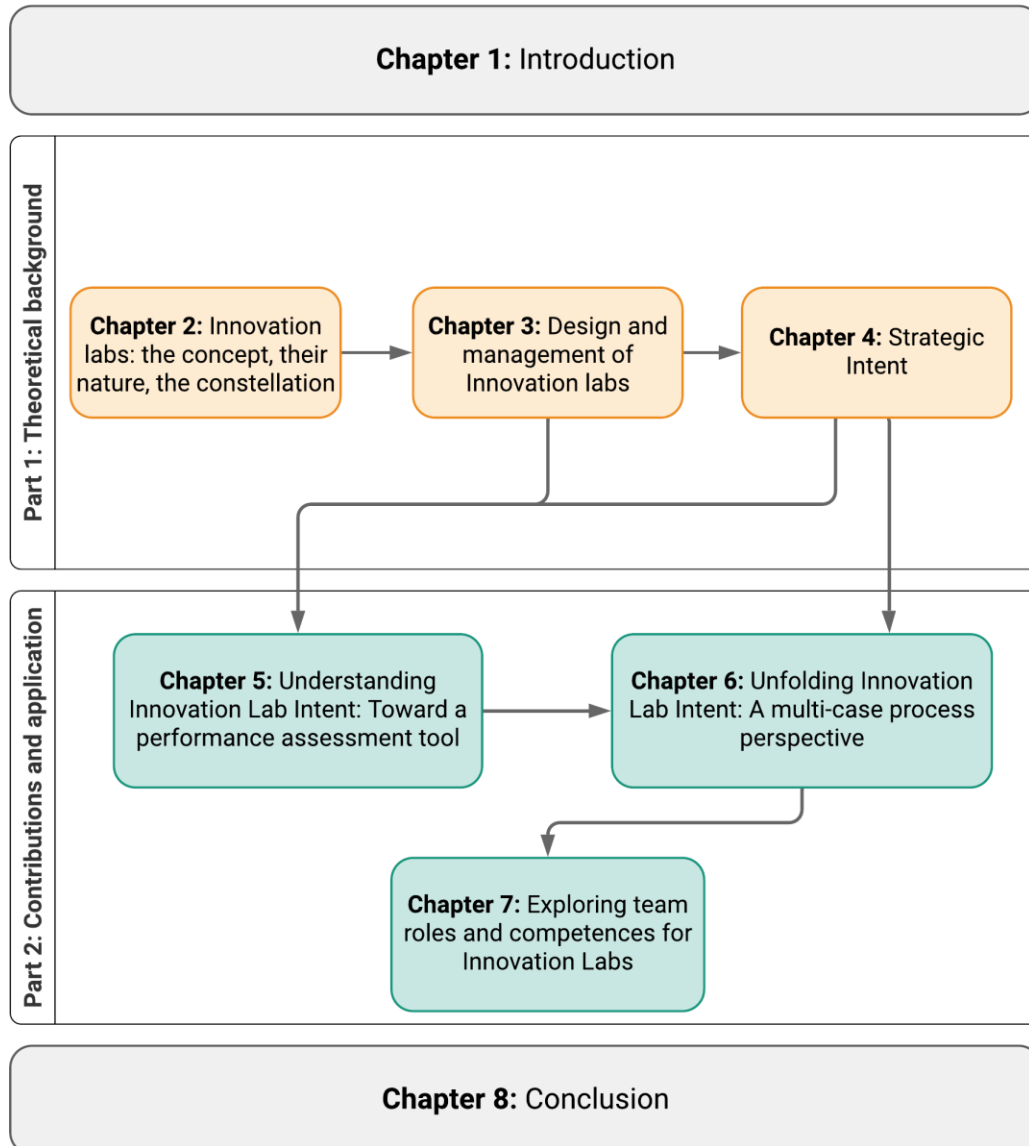 Chapter 1: Introduction
Part 1: Theoretical background
Chapter 2: Innovation
labs: the concept, their
nature, the constellation
Chapter 3: Design and
management of
Innovation labs
Chapter 4: Strategic
Intent
Part 2: Contributions and application
Chapter 5: Understanding
Innovation Lab Intent: Toward a
performance assessment tool
Chapter 6: Unfolding Innovation
Lab Intent: A multi-case process
perspective
Chapter 7: Exploring team
roles and competences for
Innovation Labs
Chapter 8: Conclusion